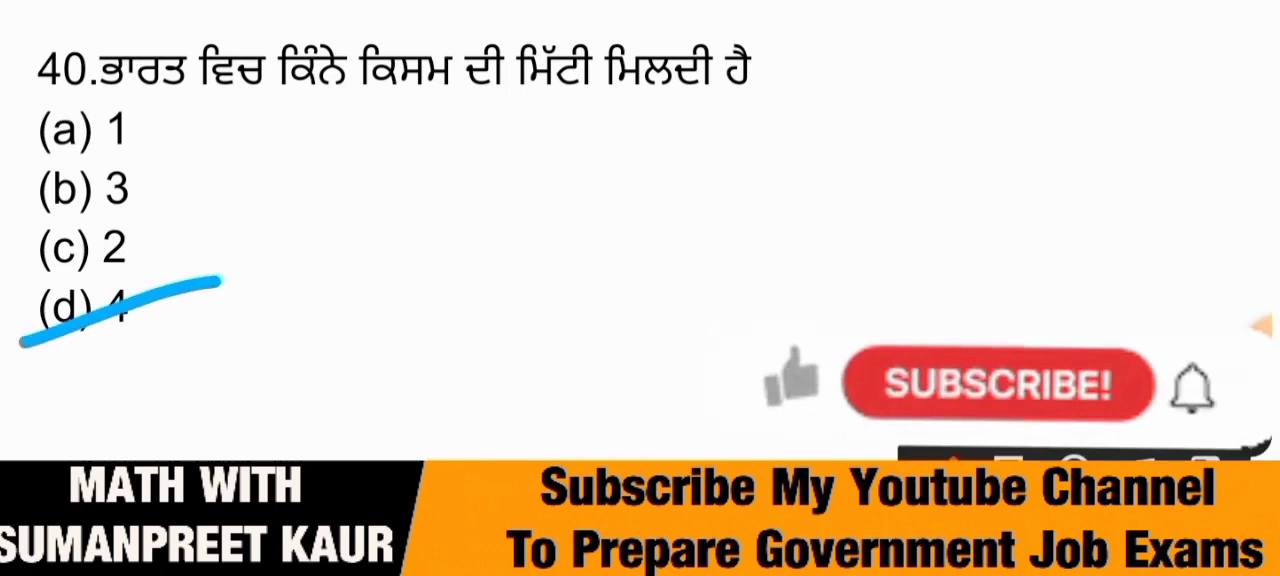 40.ਭਾਰਤ ਵਿਚ ਕਿੰਨੇ ਕਿਸਮ ਦੀ ਮਿੱਟੀ ਮਿਲਦੀ ਹੈ
(a) 1
(b) 3
(c) 2
(d) 4
SUBSCRIBE!
MATH WITH
SUMANPREET KAUR
Subscribe My Youtube Channel
To Prepare Government Job Exams